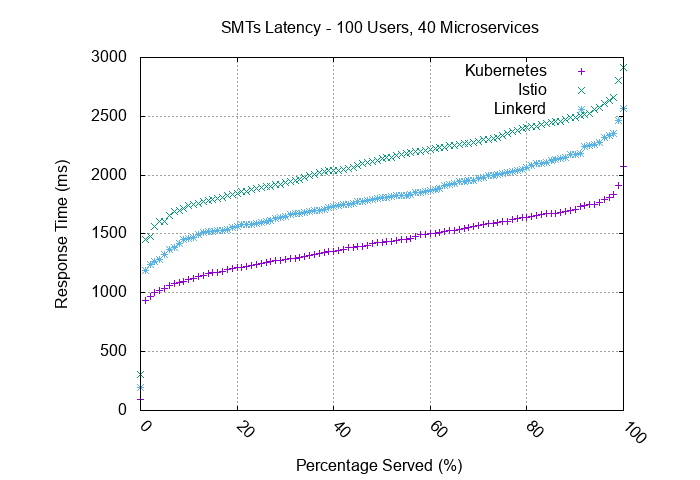 SMTs Latency - 100 Users, 40 Microservices
3000
2500
2000
1500
1000
500
0
Response Time (ms)
Kubernetes
Istio
Linkerd
0 20 40 60 80 100
Percentage Served (%)